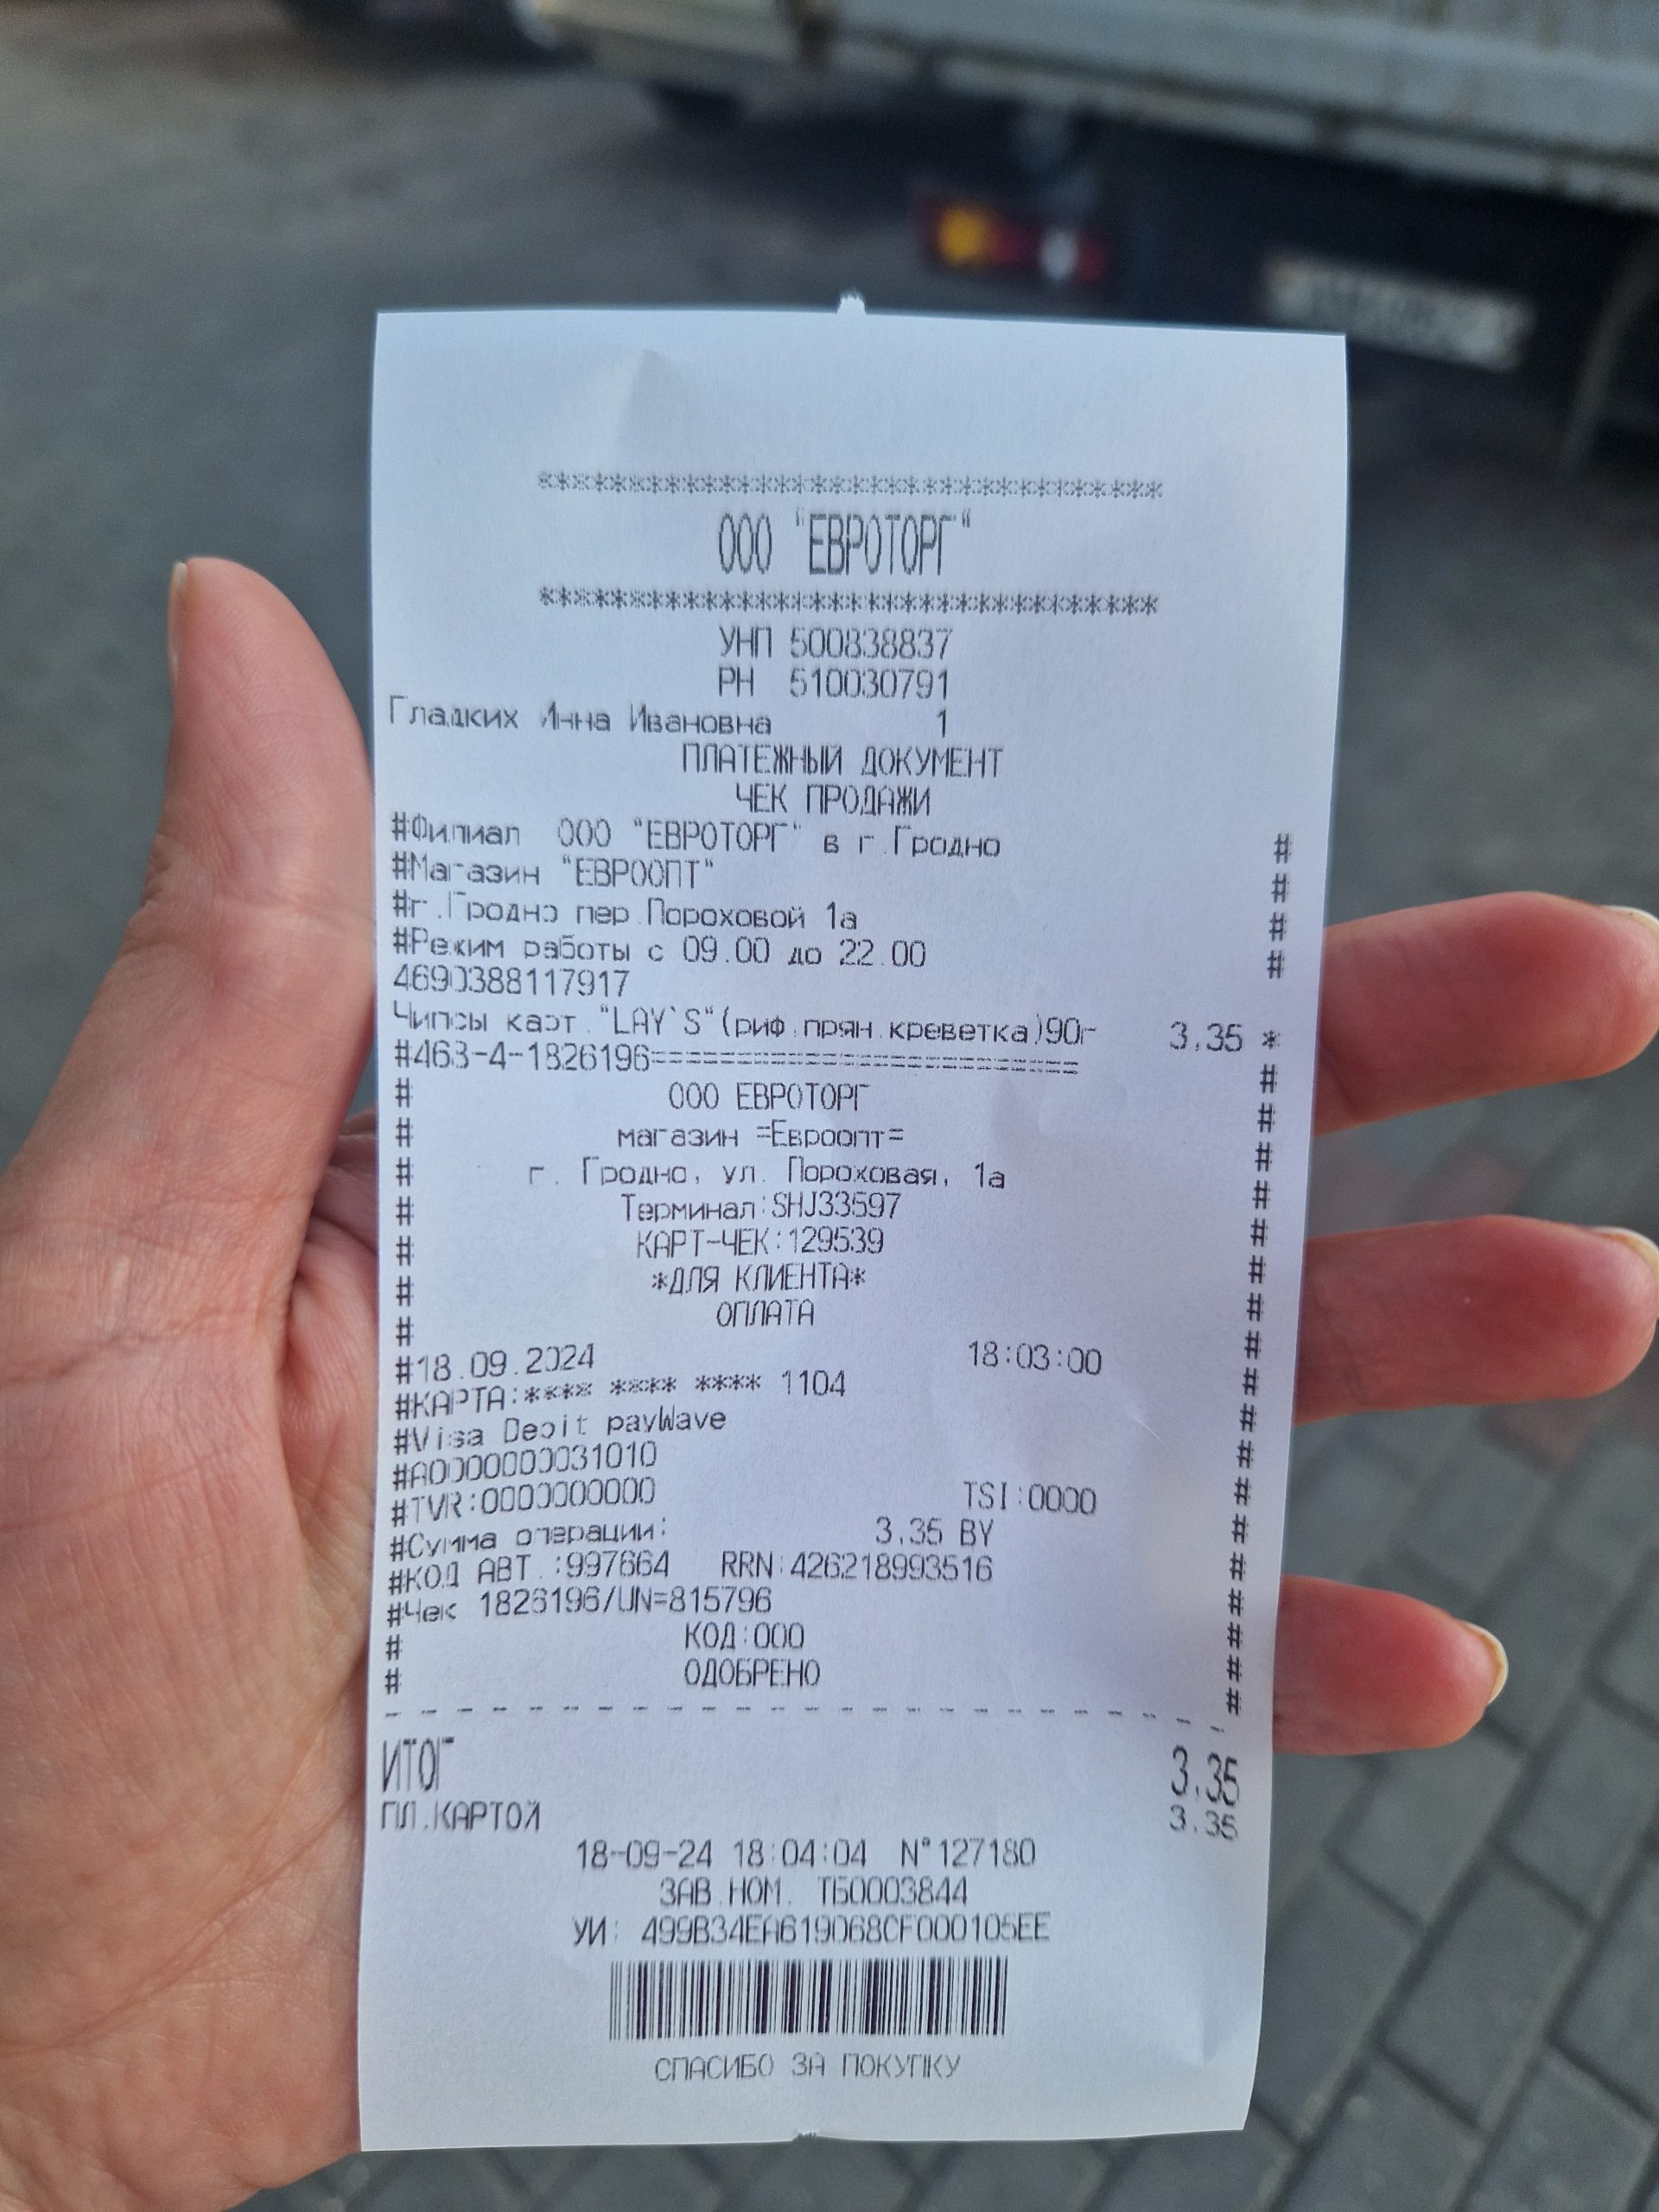 *********************************
ООО "ЕВРОТОРГ"
*********************************
УНП 500838837
РН 510030791
Гладких Инна Ивановна 1
ПЛАТЕЖНЫЙ ДОКУМЕНТ
ЧЕК ПРОДАЖИ
#Филиал ООО "ЕВРОТОРГ" в г.Гродно #
#Магазин "ЕВРООПТ" #
#г.Гродно пер.Пороховой 1а #
#Режим работы с 09.00 до 22.00 #
4690388117917
Чипсы карт."LAY`S"(риф.прян.креветка)90г 3.35 *
#463-4-1826196========================= #
# ООО ЕВРОТОРГ #
# магазин =Евроопт= #
# г. Гродно, ул. Пороховая, 1а #
# Терминал:SHJ33597 #
# КАРТ-ЧЕК:129539 #
# *ДЛЯ КЛИЕНТА* #
# ОПЛАТА #
#18.09.2024 18:03:00 #
#КАРТА:**** **** **** 1104 #
#Visa Debit payWave #
#A0000000031010 #
#TVR:0000000000 TSI:0000 #
#Сумма операции: 3.35 BY #
#КОД АВТ.:997664 RRN:426218993516 #
#Чек 1826196/UN=815796 #
# КОД:000 #
# ОДОБРЕНО #
ИТОГ 3.35
ПЛ.КАРТОЙ 3.35
18-09-24 18:04:04 №127180
ЗАВ.НОМ. ТБ0003844
УИ: 499B34EA619068CF000105EE
СПАСИБО ЗА ПОКУПКУ